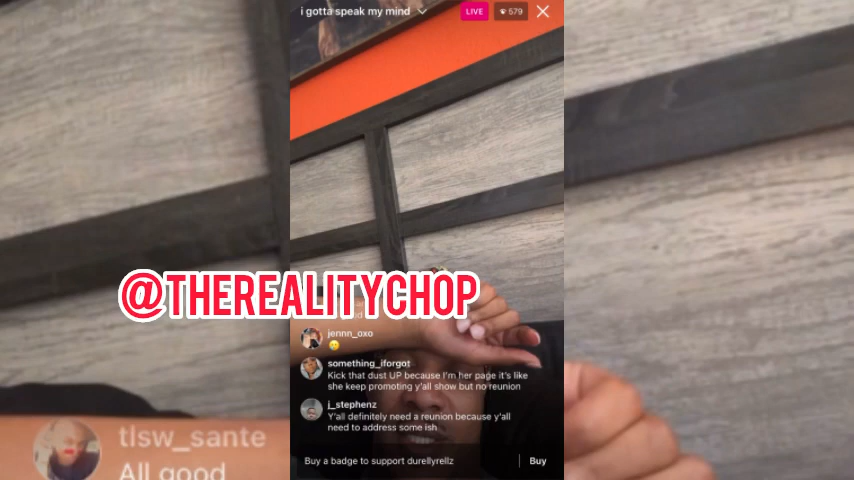 i gotta speak my mind
LIVE
579
@THEREALITYCHOP
jennn_oxo
something_iforgot
Kick that dust UP because I'm her page it's like
she keep promoting y'all show but no reunion
j_stephenz
Y'all definitely need a reunion because y'all
need to address some ish
Buy a badge to support durellyrellz
Buy
tlsw_sante
All good